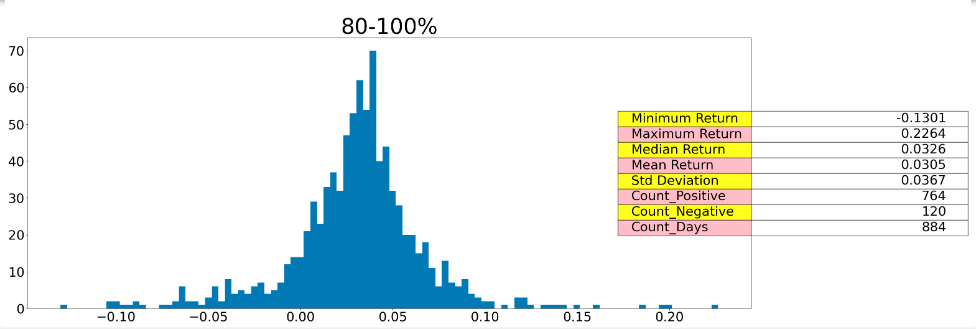 80-100%
70
60
50
40
30
20
10
0
−0.10 −0.05 0.00 0.05 0.10 0.15 0.20
Minimum Return -0.1301
Maximum Return 0.2264
Median Return 0.0326
Mean Return 0.0305
Std Deviation 0.0367
Count_Positive 764
Count_Negative 120
Count_Days 884